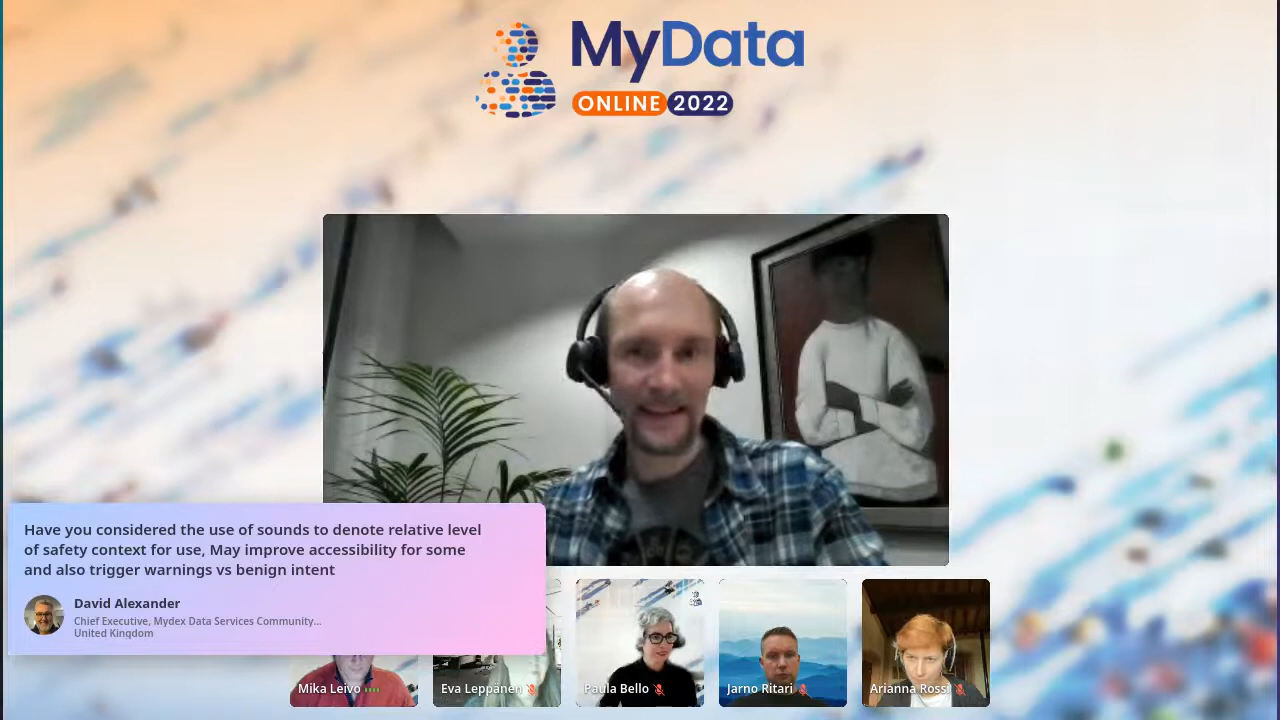 MyData
ONLINE 2022
Have you considered the use of sounds to denote relative level
of safety context for use, May improve accessibility for some
and also trigger warnings vs benign intent
David Alexander
Chief Executive, Mydex Data Services Community...
United Kingdom
Mika Leivo
Eva Leppänen
Paula Bello
Jarno Ritari
Arianna Rossi